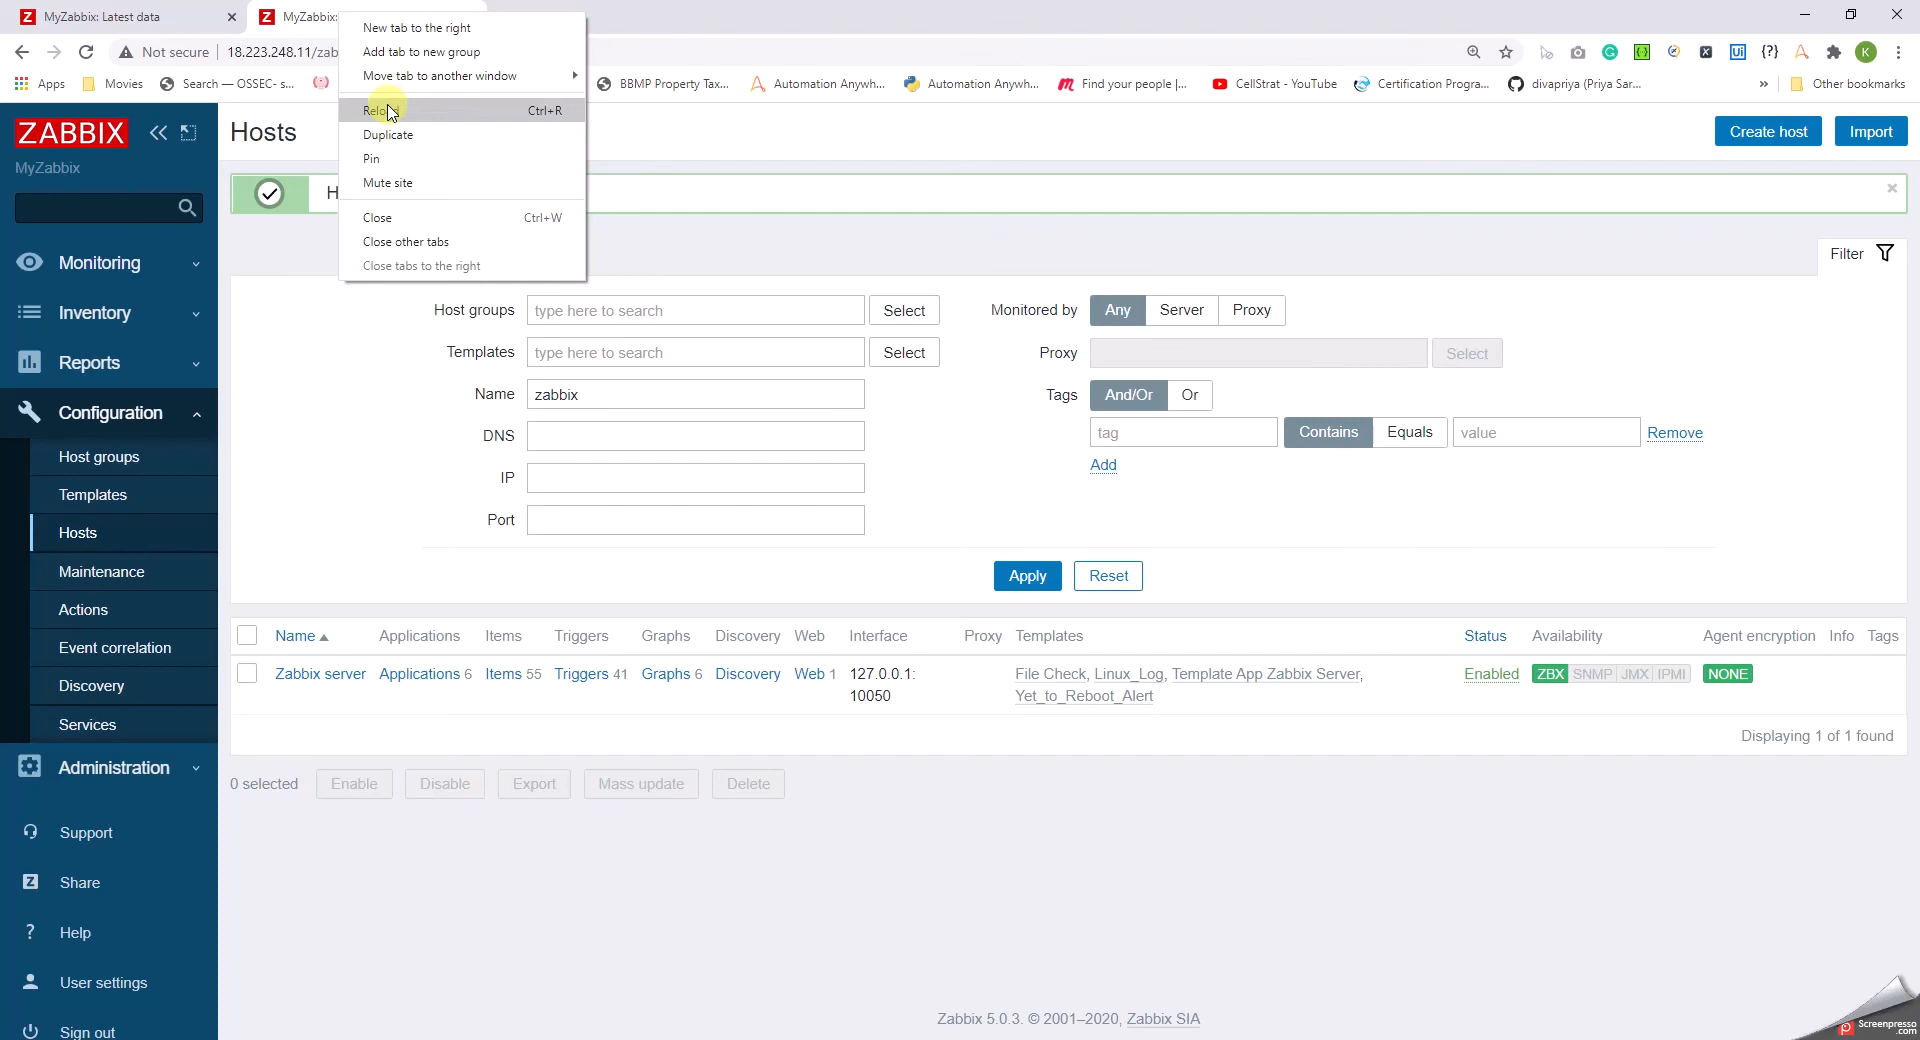 MyZabbix: Latest data
MyZabbix:
Not secure
18.223.248.11/zab
Apps
Movies
Search — OSSEC- s...
BBMP Property Tax...
Automation Anywh...
Automation Anywh...
Find your people |...
CellStrat - YouTube
Certification Progra...
divapriya (Priya Sar...
»
Other bookmarks
K
New tab to the right
Add tab to new group
Move tab to another window
Reload Ctrl+R
Duplicate
Pin
Mute site
Close Ctrl+W
Close other tabs
Close tabs to the right
ZABBIX
MyZabbix
Monitoring
Inventory
Reports
Configuration
Host groups
Templates
Hosts
Maintenance
Actions
Event correlation
Discovery
Services
Administration
Support
Share
Help
User settings
Sign out
Hosts
Create host
Import
H
Filter
Host groups type here to search Select
Templates type here to search Select
Name zabbix
DNS
IP
Port
Monitored by Any Server Proxy
Proxy Select
Tags And/Or Or
tag Contains Equals value Remove
Add
Apply Reset
Name Applications Items Triggers Graphs Discovery Web Interface Proxy Templates Status Availability Agent encryption Info Tags
Zabbix server Applications 6 Items 55 Triggers 41 Graphs 6 Discovery Web 1 127.0.0.1: File Check, Linux_Log, Template App Zabbix Server, Enabled ZBX SNMP JMX IPMI NONE
10050 Yet_to_Reboot_Alert
Displaying 1 of 1 found
0 selected Enable Disable Export Mass update Delete
Zabbix 5.0.3. © 2001–2020, Zabbix SIA
Screenpresso
.com